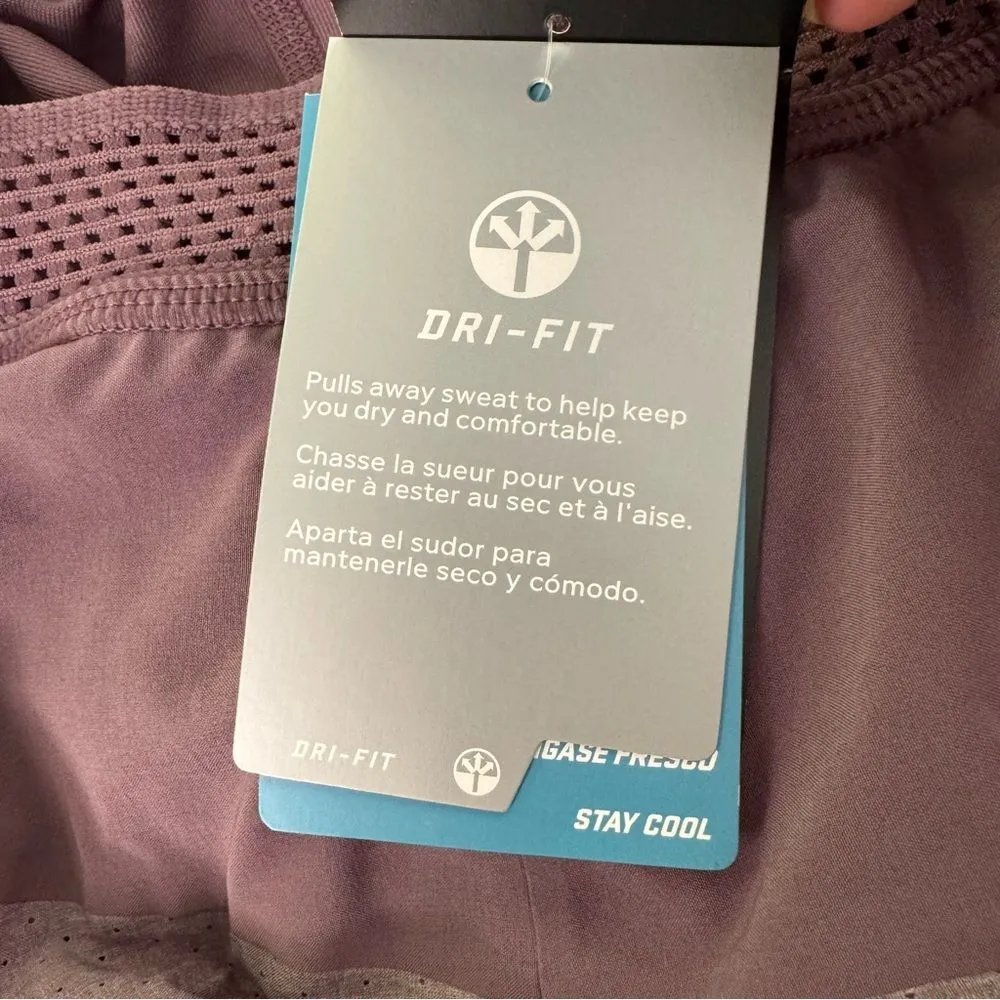 DRI-FIT
Pulls away sweat to help keep
you dry and comfortable.
Chasse la sueur pour vous
aider à rester au sec et à l'aise.
Aparta el sudor para
mantenerle seco y cómodo.
DRI-FIT
FRESCO
STAY COOL